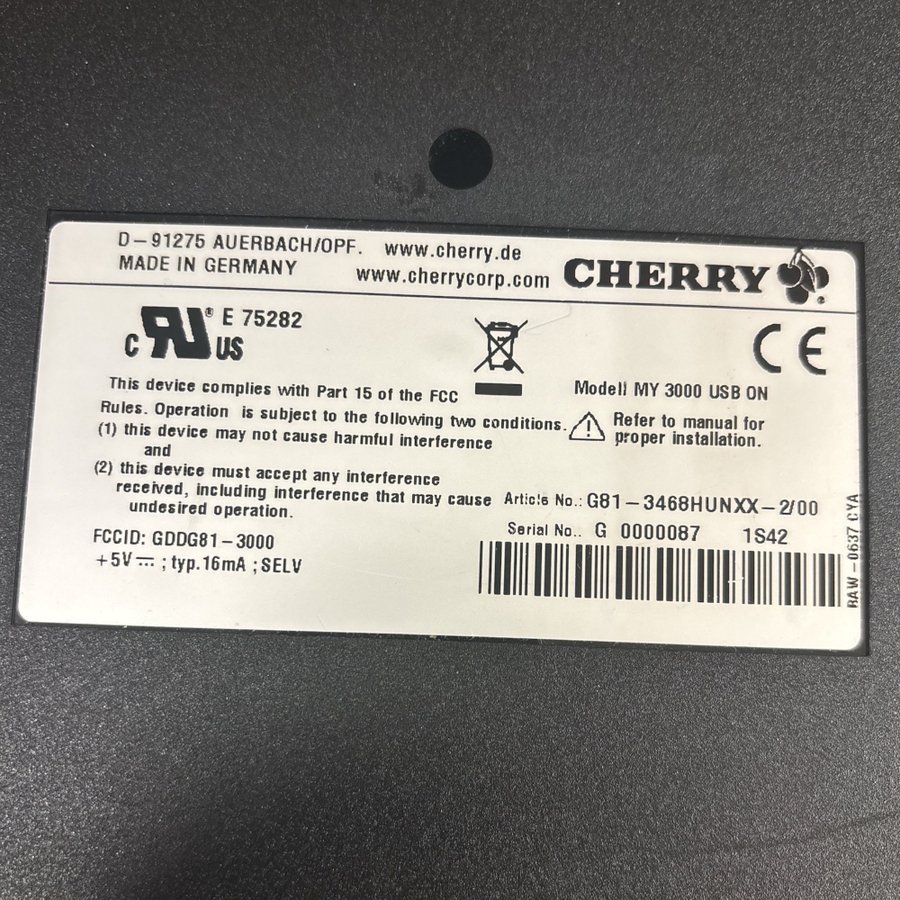 D-91275 AUERBACH/OPF. www.cherry.de
MADE IN GERMANY www.cherrycorp.com
CHERRY ®
C RU ® US E 75282
CE
This device complies with Part 15 of the FCC
Rules. Operation is subject to the following two conditions.
(1) this device may not cause harmful interference
and
(2) this device must accept any interference
received, including interference that may cause
undesired operation.
FCCID: GDDG81-3000
+5V ⎓ ; typ.16mA ; SELV
Modell MY 3000 USB ON
Refer to manual for
proper installation.
Article No.: G81-3468HUNXX-2/00
Serial No.. G 0000087 1S42
BAW-0637 CYA